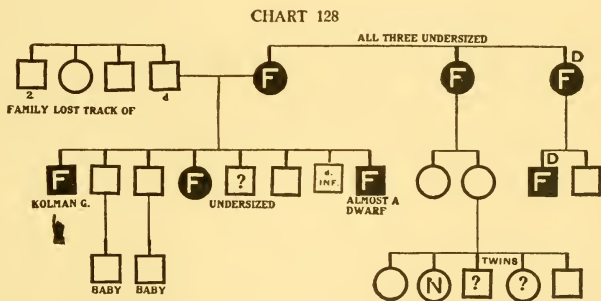 CHART 128
ALL THREE UNDERSIZED
F F F D
2 d
FAMILY LOST TRACK OF
F F ? d. INF. F
D F
KOLMAN G. UNDERSIZED ALMOST A
DWARF
TWINS
N ? ?
BABY BABY